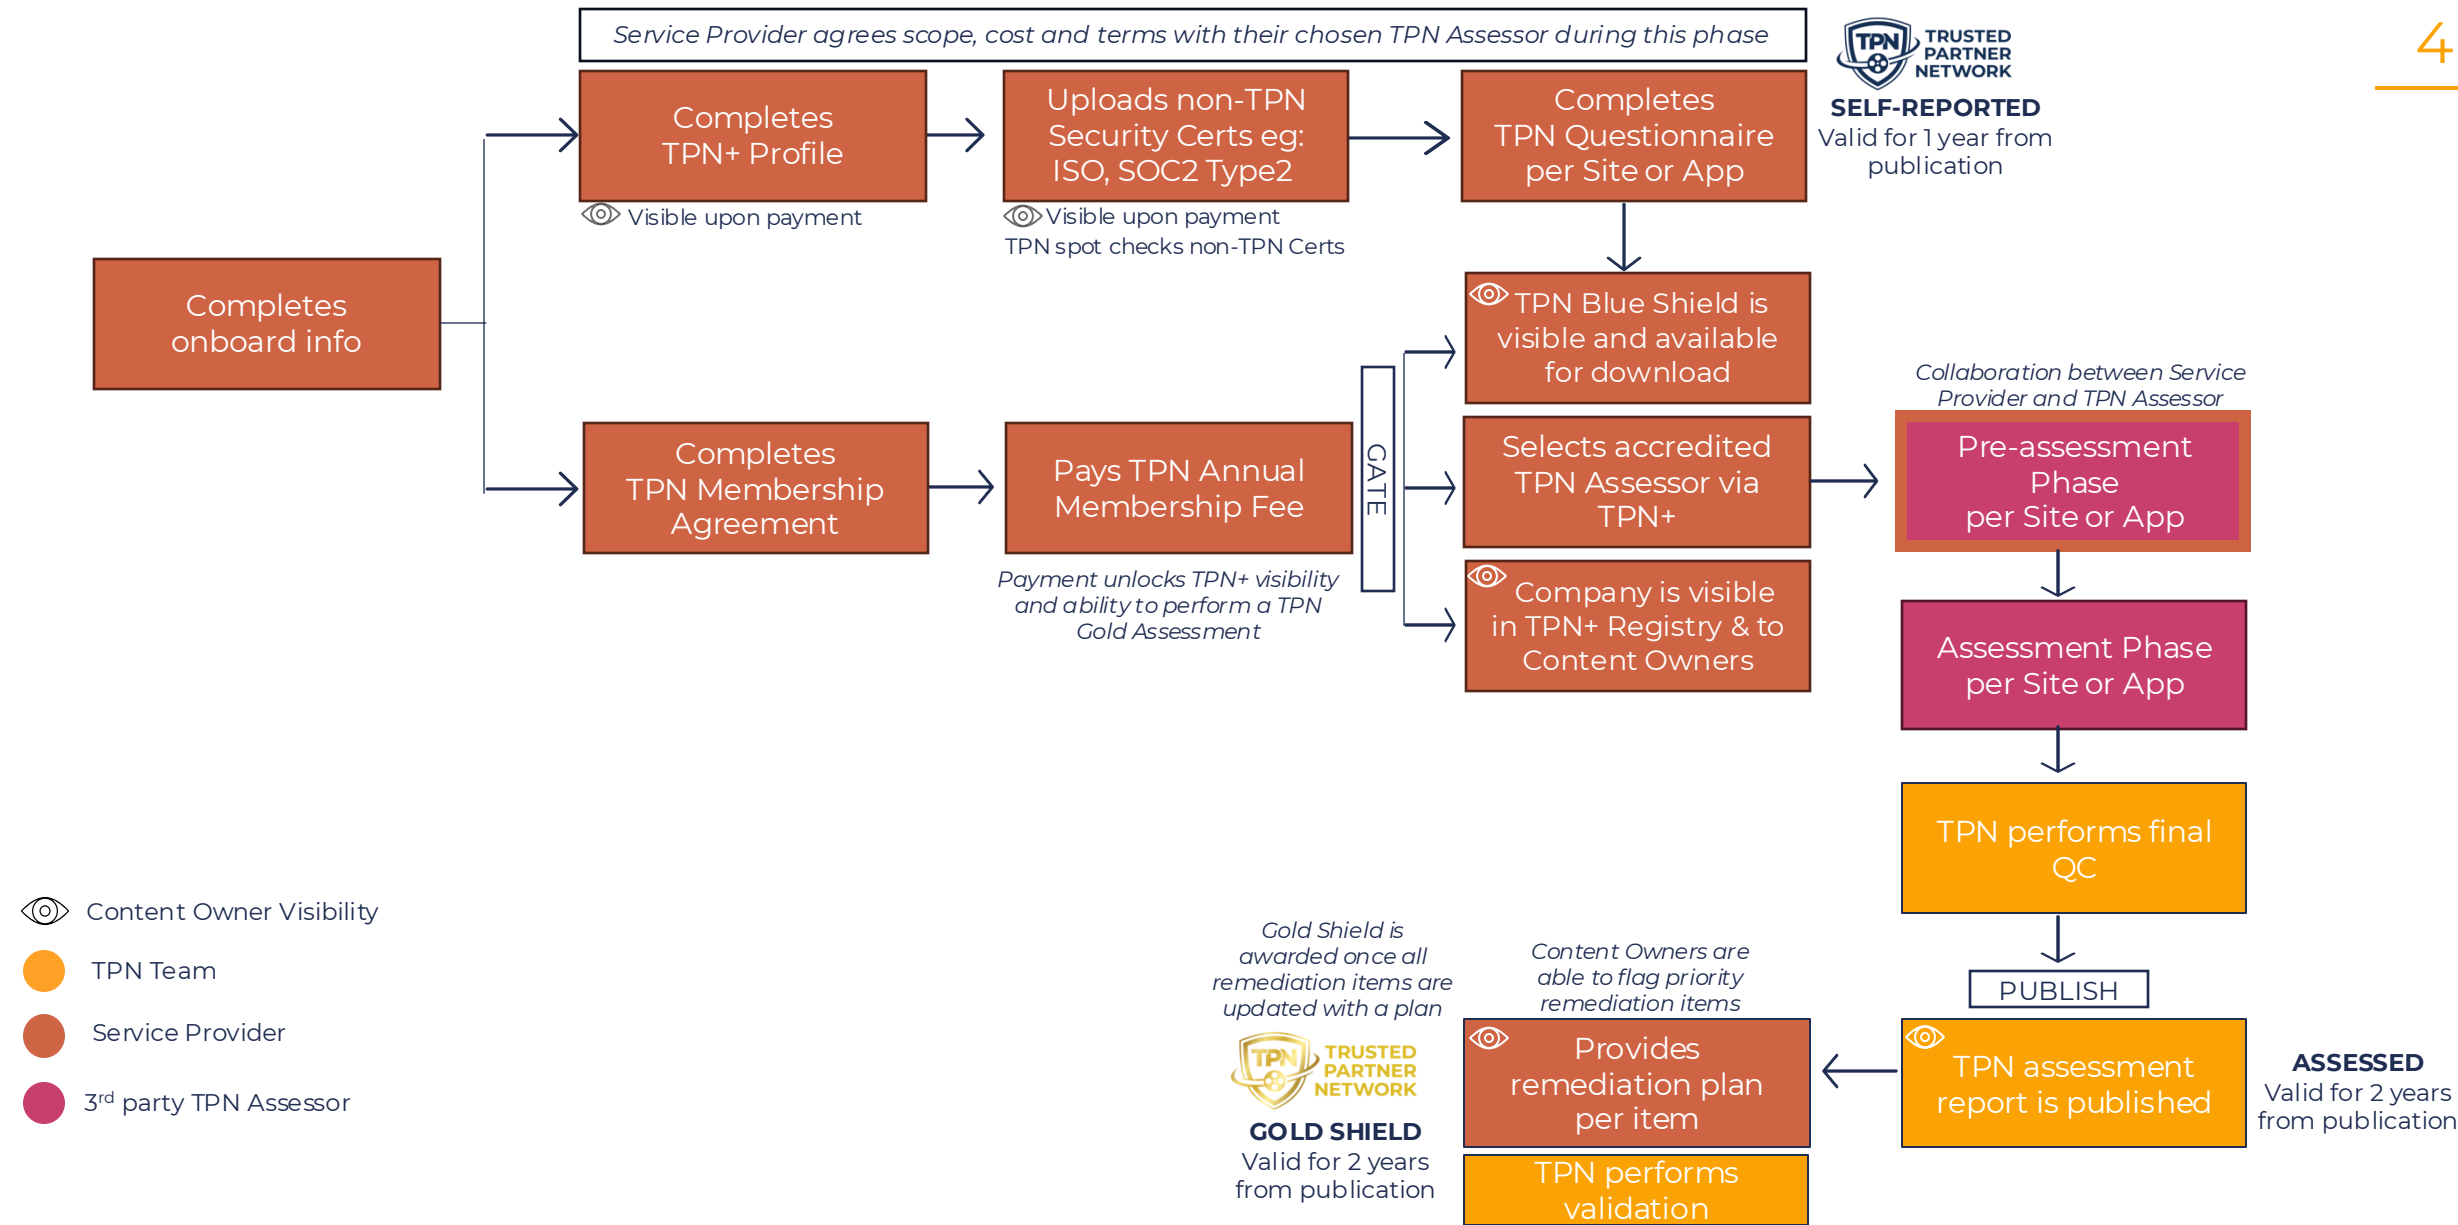 Service Provider agrees scope, cost and terms with their chosen TPN Assessor during this phase
4
TPN
TRUSTED
PARTNER
NETWORK
SELF-REPORTED
Valid for 1 year from
publication
Completes
TPN+ Profile
Visible upon payment
Uploads non-TPN
Security Certs eg:
ISO, SOC2 Type2
Visible upon payment
TPN spot checks non-TPN Certs
Completes
TPN Questionnaire
per Site or App
Completes
onboard info
Completes
TPN Membership
Agreement
Pays TPN Annual
Membership Fee
Payment unlocks TPN+ visibility
and ability to perform a TPN
Gold Assessment
GATE
TPN Blue Shield is
visible and available
for download
Selects accredited
TPN Assessor via
TPN+
Company is visible
in TPN+ Registry & to
Content Owners
Collaboration between Service
Provider and TPN Assessor
Pre-assessment
Phase
per Site or App
Assessment Phase
per Site or App
TPN performs final
QC
PUBLISH
TPN assessment
report is published
ASSESSED
Valid for 2 years
from publication
Content Owners are
able to flag priority
remediation items
Provides
remediation plan
per item
TPN performs
validation
Gold Shield is
awarded once all
remediation items are
updated with a plan
TPN
TRUSTED
PARTNER
NETWORK
GOLD SHIELD
Valid for 2 years
from publication
Content Owner Visibility
TPN Team
Service Provider
3rd party TPN Assessor